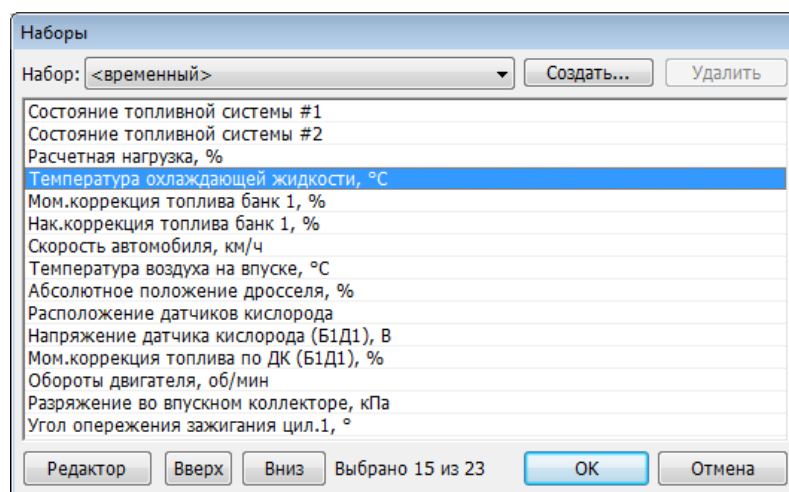 Наборы
Набор: <временный> Создать... Удалить
Состояние топливной системы #1
Состояние топливной системы #2
Расчетная нагрузка, %
Температура охлаждающей жидкости, °C
Мом.коррекция топлива банк 1, %
Нак.коррекция топлива банк 1, %
Скорость автомобиля, км/ч
Температура воздуха на впуске, °C
Абсолютное положение дросселя, %
Расположение датчиков кислорода
Напряжение датчика кислорода (Б1Д1), В
Мом.коррекция топлива по ДК (Б1Д1), %
Обороты двигателя, об/мин
Разряжение во впускном коллекторе, кПа
Угол опережения зажигания цил.1, °
Редактор Вверх Вниз Выбрано 15 из 23 OK Отмена